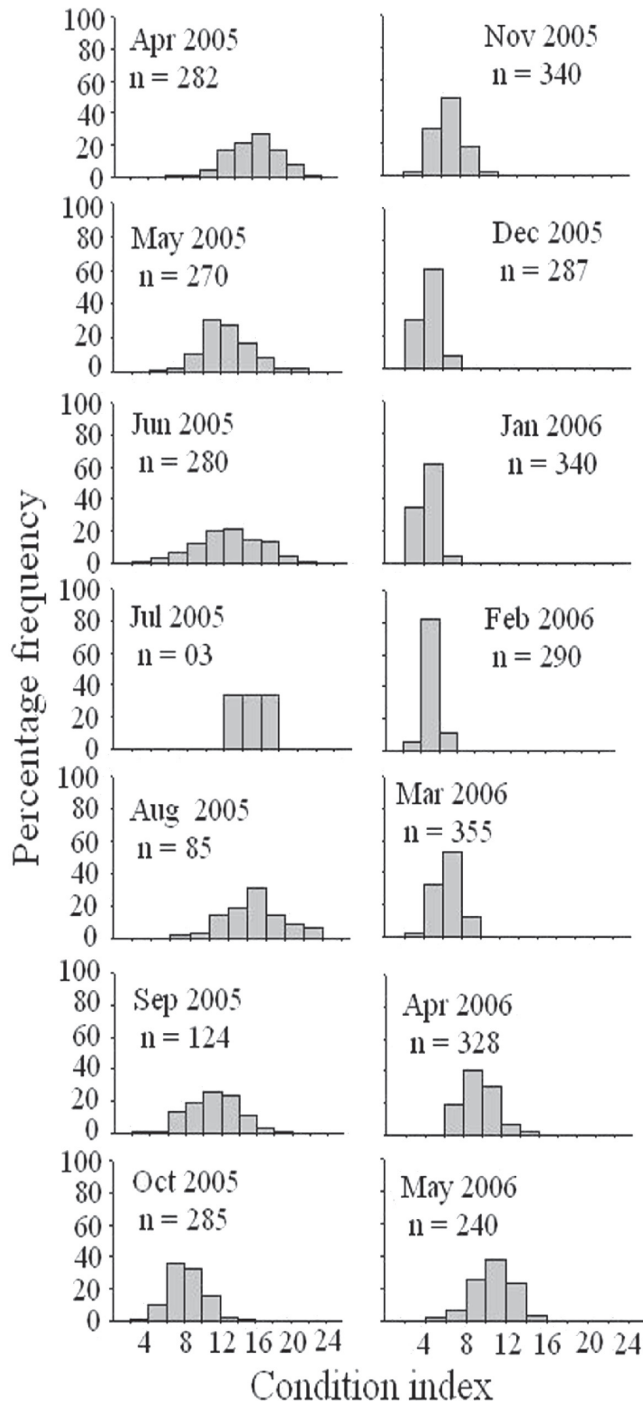 Percentage frequency
100
80
60
40
20
0
Apr 2005
n = 282
Nov 2005
n = 340
100
80
60
40
20
0
May 2005
n = 270
Dec 2005
n = 287
100
80
60
40
20
0
Jun 2005
n = 280
Jan 2006
n = 340
100
80
60
40
20
0
Jul 2005
n = 03
Feb 2006
n = 290
100
80
60
40
20
0
Aug 2005
n = 85
Mar 2006
n = 355
100
80
60
40
20
0
Sep 2005
n = 124
Apr 2006
n = 328
100
80
60
40
20
0
Oct 2005
n = 285
May 2006
n = 240
4 8 12 16 20 24
4 8 12 16 20 24
Condition index